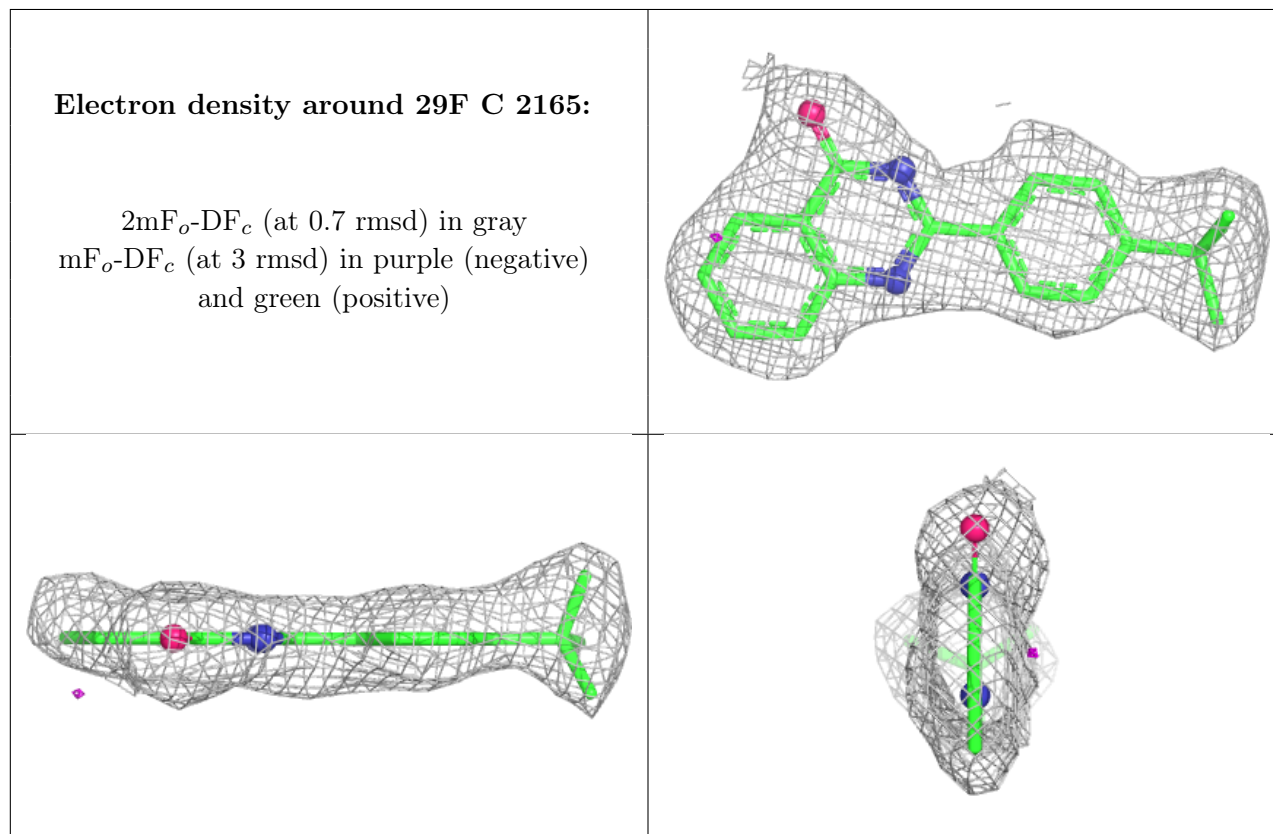 Electron density around 29F C 2165:
2mFo-DFc (at 0.7 rmsd) in gray
mFo-DFc (at 3 rmsd) in purple (negative)
and green (positive)